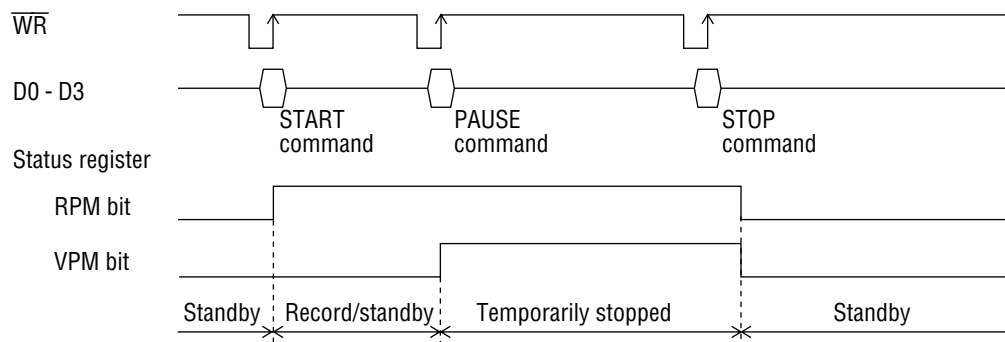 WR
D0 - D3
START PAUSE STOP
command command command
Status register
RPM bit
VPM bit
Standby Record/standby Temporarily stopped Standby